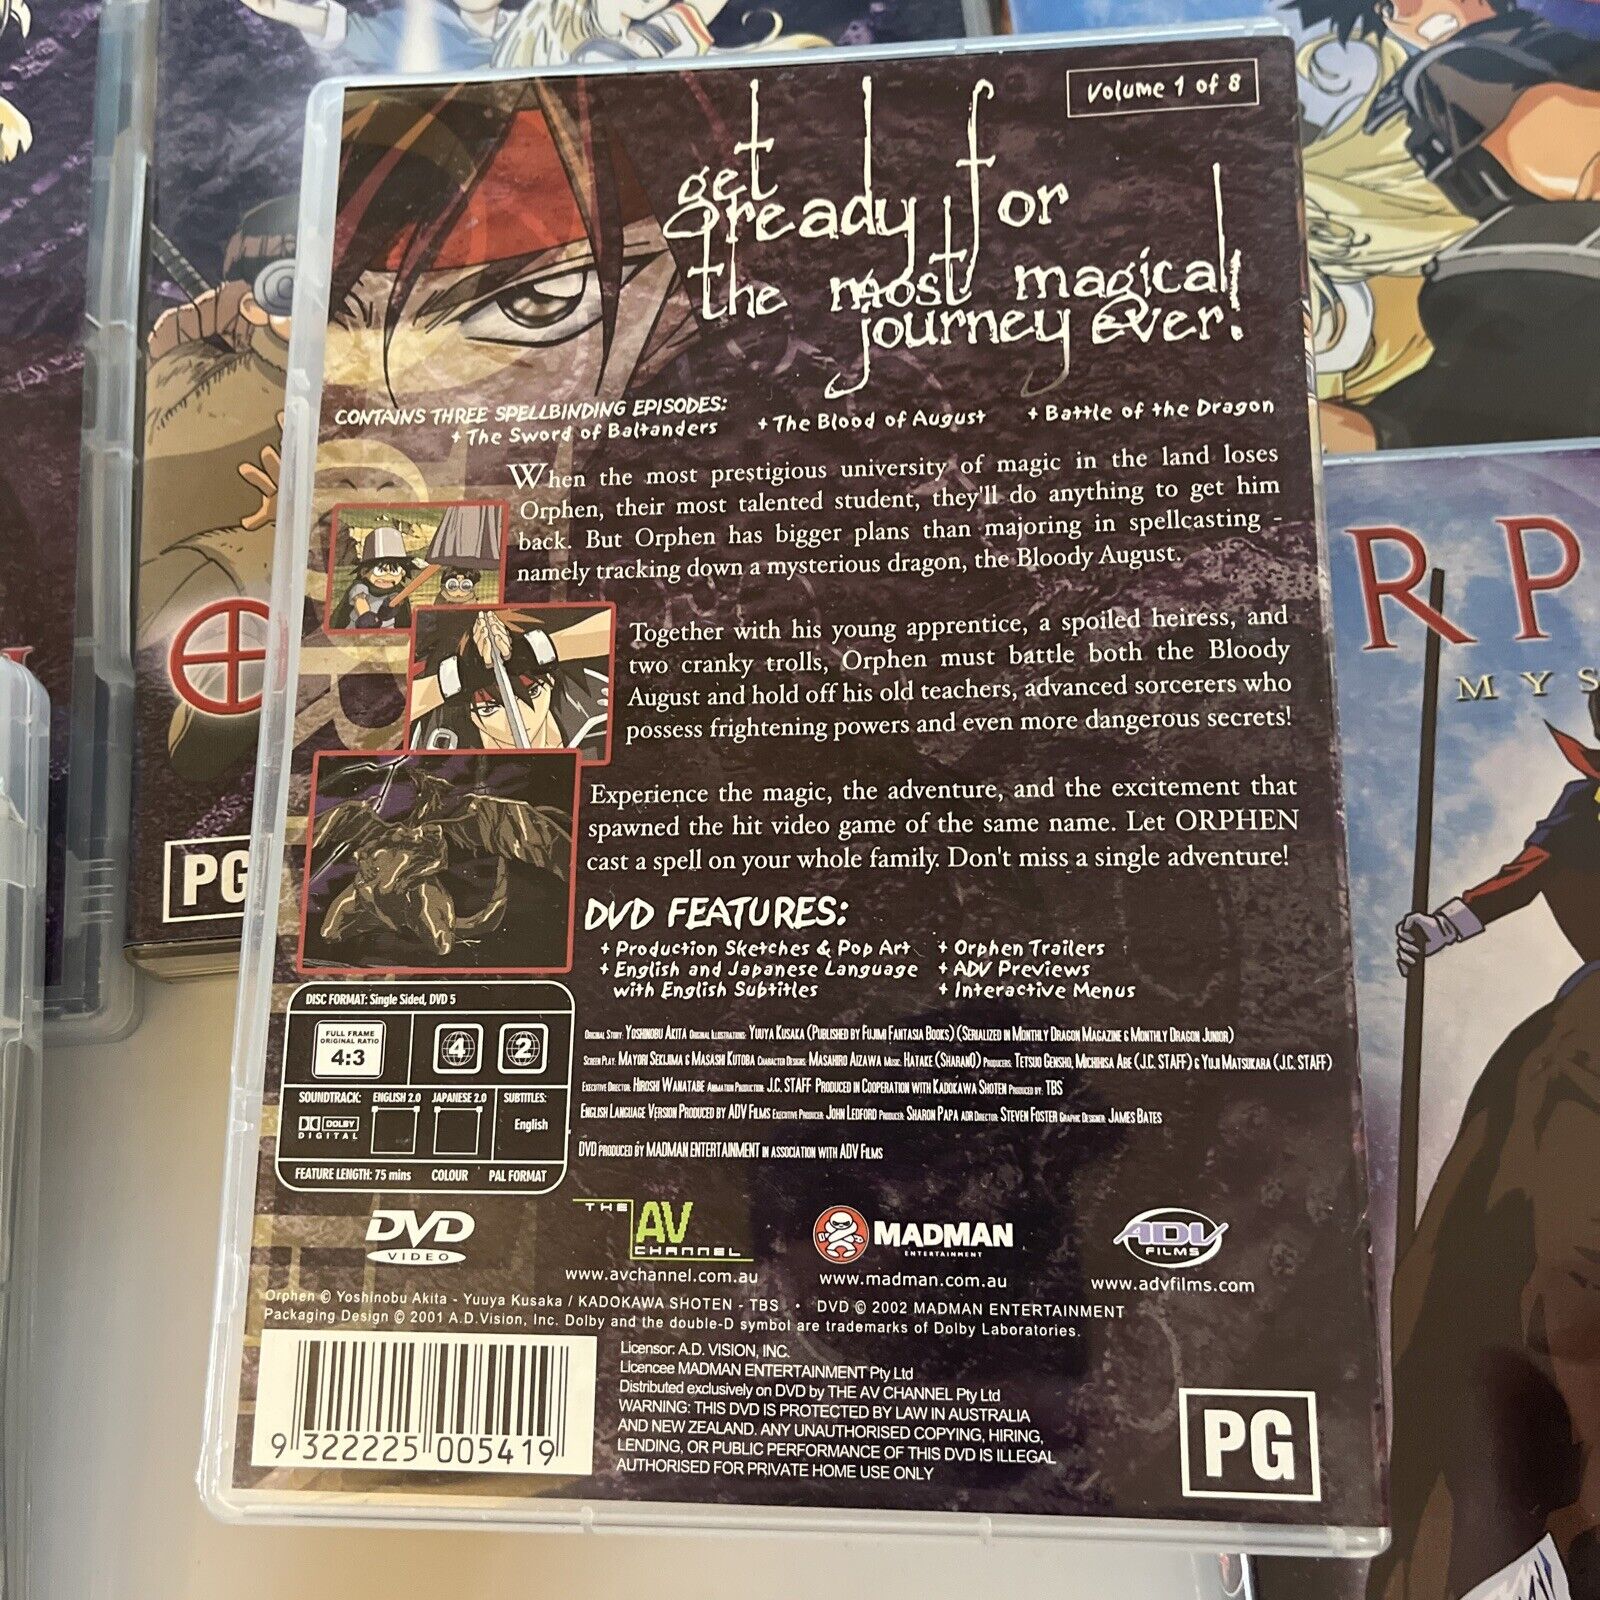 Volume 1 of 8
get
ready for
the most magical
journey ever!
CONTAINS THREE SPELLBINDING EPISODES:
+ The Sword of Baltanders + The Blood of August + Battle of the Dragon
When the most prestigious university of magic in the land loses
Orphen, their most talented student, they'll do anything to get him
back. But Orphen has bigger plans than majoring in spellcasting -
namely tracking down a mysterious dragon, the Bloody August.
Together with his young apprentice, a spoiled heiress, and
two cranky trolls, Orphen must battle both the Bloody
August and hold off his old teachers, advanced sorcerers who
possess frightening powers and even more dangerous secrets!
Experience the magic, the adventure, and the excitement that
spawned the hit video game of the same name. Let ORPHEN
cast a spell on your whole family. Don't miss a single adventure!
DVD FEATURES:
+ Production Sketches & Pop Art + Orphen Trailers
+ English and Japanese Language + ADV Previews
with English Subtitles + Interactive Menus
DISC FORMAT: Single Sided, DVD 5
FULL FRAME
ORIGINAL RATIO
4:3
4 2
SOUNDTRACK: ENGLISH 2.0 JAPANESE 2.0 SUBTITLES:
DOLBY
DIGITAL
English
FEATURE LENGTH: 75 mins COLOUR PAL FORMAT
ORIGINAL STORY: YOSHINOBU AKITA ORIGINAL ILLUSTRATIONS: YUUYA KUSAKA (PUBLISHED BY FUJIMI FANTASIA BOOKS) (SERIALIZED IN MONTHLY DRAGON MAGAZINE & MONTHLY DRAGON JUNIOR)
SCREEN PLAY: MAYORI SEKIJIMA & MASASHI KUTOBA CHARACTER DESIGNS: MASAHIRO AIZAWA MUSIC: HATAKE (SHARANQ) PRODUCERS: TETSUO GENSHO, MICHIHISA ABE (J.C. STAFF) & YUJI MATSUKARA (J.C. STAFF)
EXECUTIVE DIRECTOR: HIROSHI WANATABE ANIMATION PRODUCTION: J.C. STAFF PRODUCED IN COOPERATION WITH KADOKAWA SHOTEN PRODUCED BY: TBS
ENGLISH LANGUAGE VERSION PRODUCED BY ADV FILMS EXECUTIVE PRODUCER: JOHN LEDFORD PRODUCER: SHARON PAPA ADR DIRECTOR: STEVEN FOSTER GRAPHIC DESIGNER: JAMES BATES
DVD PRODUCED BY MADMAN ENTERTAINMENT IN ASSOCIATION WITH ADV FILMS
DVD
VIDEO
THE
AV
CHANNEL
MADMAN
ENTERTAINMENT
ADV
FILMS
www.avchannel.com.au www.madman.com.au www.advfilms.com
Orphen © Yoshinobu Akita - Yuuya Kusaka / KADOKAWA SHOTEN - TBS • DVD © 2002 MADMAN ENTERTAINMENT
Packaging Design © 2001 A.D.Vision, Inc. Dolby and the double-D symbol are trademarks of Dolby Laboratories.
9 322225 005419
Licensor: A.D. VISION, INC.
Licencee MADMAN ENTERTAINMENT Pty Ltd
Distributed exclusively on DVD by THE AV CHANNEL Pty Ltd
WARNING: THIS DVD IS PROTECTED BY LAW IN AUSTRALIA
AND NEW ZEALAND. ANY UNAUTHORISED COPYING, HIRING,
LENDING, OR PUBLIC PERFORMANCE OF THIS DVD IS ILLEGAL
AUTHORISED FOR PRIVATE HOME USE ONLY
PG
PG
RP
MYS